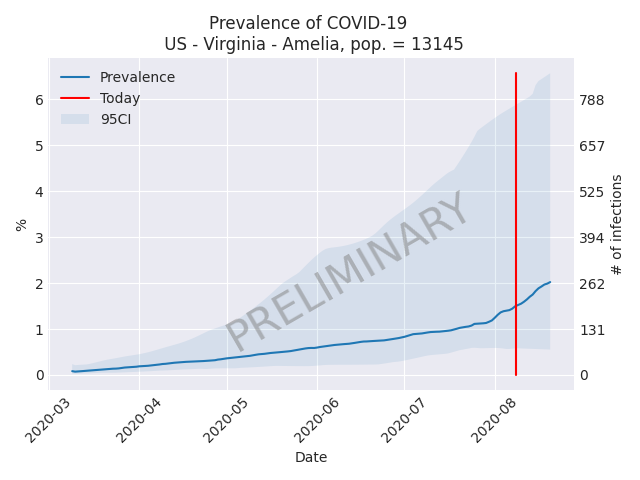 Prevalence of COVID-19
US - Virginia - Amelia, pop. = 13145
Prevalence
Today
95CI
6
5
4
3
2
1
0
%
788
657
525
394
262
131
0
# of infections
PRELIMINARY
2020-03
2020-04
2020-05
2020-06
2020-07
2020-08
Date